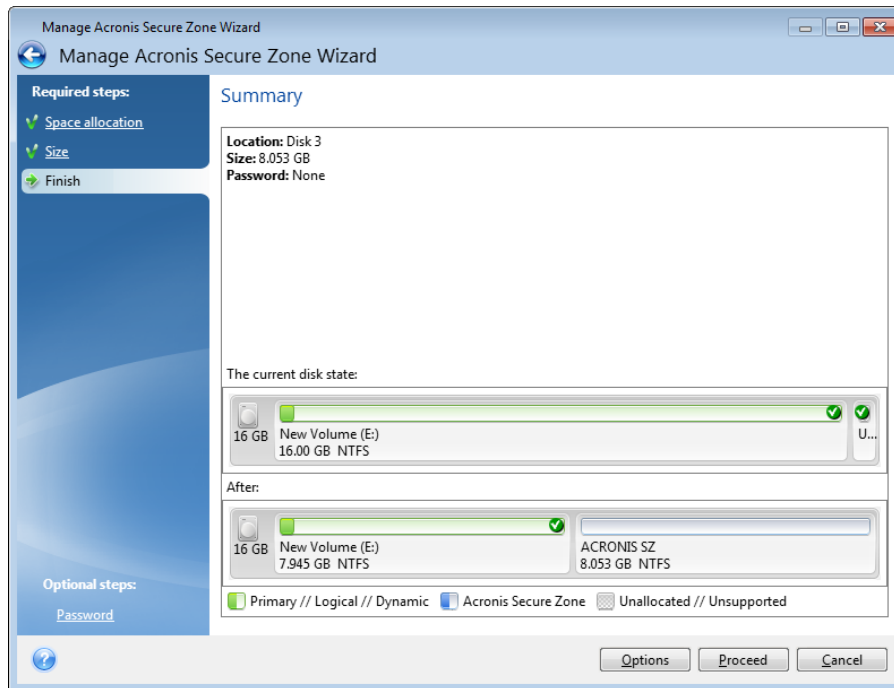 Manage Acronis Secure Zone Wizard
Manage Acronis Secure Zone Wizard
Required steps:
Space allocation
Size
Finish
Summary
Location: Disk 3
Size: 8.053 GB
Password: None
The current disk state:
16 GB
New Volume (E:)
16.00 GB NTFS
U...
After:
16 GB
New Volume (E:)
7.945 GB NTFS
ACRONIS SZ
8.053 GB NTFS
Primary // Logical // Dynamic
Acronis Secure Zone
Unallocated // Unsupported
Optional steps:
Password
?
Options
Proceed
Cancel